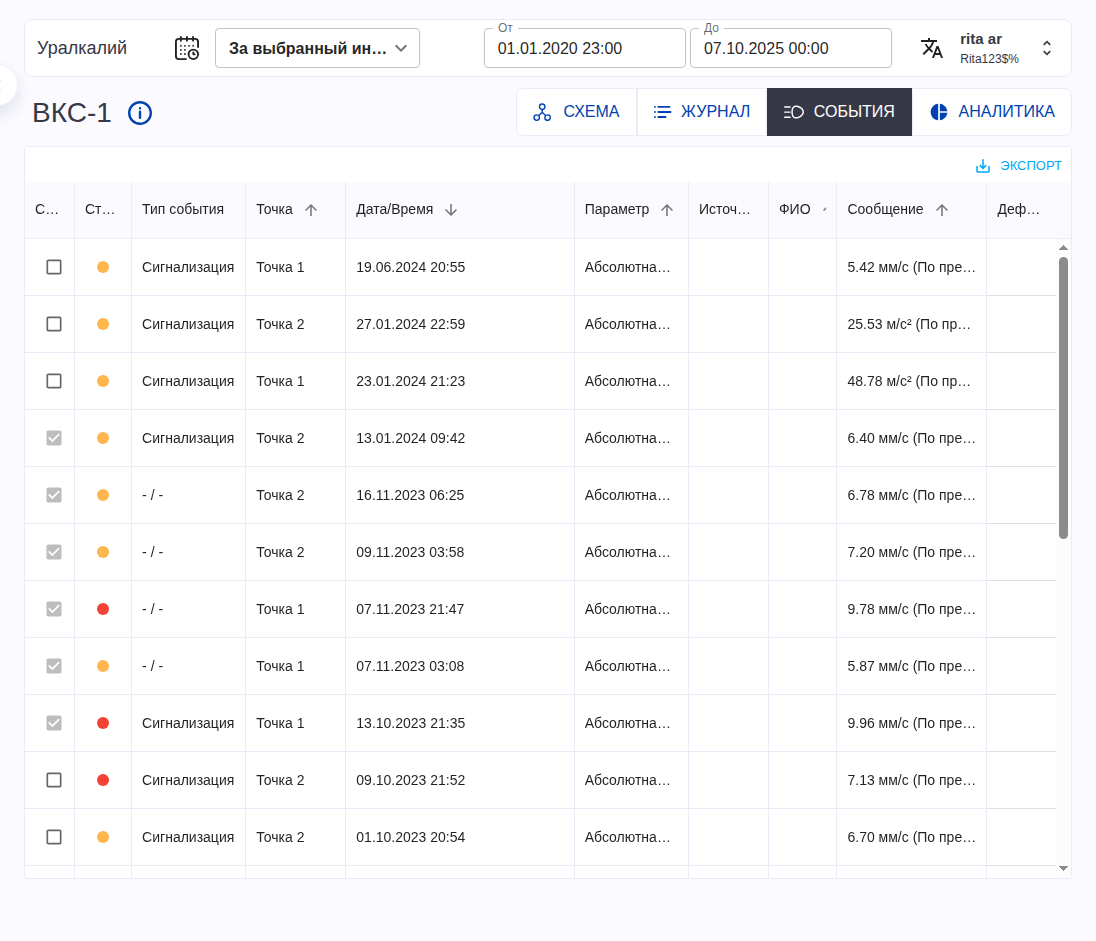 Уралкалий
За выбранный ин…
От
01.01.2020 23:00
До
07.10.2025 00:00
rita ar
Rita123$%
ВКС-1
СХЕМА
ЖУРНАЛ
СОБЫТИЯ
АНАЛИТИКА
ЭКСПОРТ
С… Ст… Тип события Точка Дата/Время Параметр Источ… ФИО Сообщение Деф…
Сигнализация Точка 1 19.06.2024 20:55 Абсолютна… 5.42 мм/с (По пре…
Сигнализация Точка 2 27.01.2024 22:59 Абсолютна… 25.53 м/с² (По пр…
Сигнализация Точка 1 23.01.2024 21:23 Абсолютна… 48.78 м/с² (По пр…
Сигнализация Точка 2 13.01.2024 09:42 Абсолютна… 6.40 мм/с (По пре…
- / - Точка 2 16.11.2023 06:25 Абсолютна… 6.78 мм/с (По пре…
- / - Точка 2 09.11.2023 03:58 Абсолютна… 7.20 мм/с (По пре…
- / - Точка 1 07.11.2023 21:47 Абсолютна… 9.78 мм/с (По пре…
- / - Точка 1 07.11.2023 03:08 Абсолютна… 5.87 мм/с (По пре…
Сигнализация Точка 1 13.10.2023 21:35 Абсолютна… 9.96 мм/с (По пре…
Сигнализация Точка 2 09.10.2023 21:52 Абсолютна… 7.13 мм/с (По пре…
Сигнализация Точка 2 01.10.2023 20:54 Абсолютна… 6.70 мм/с (По пре…